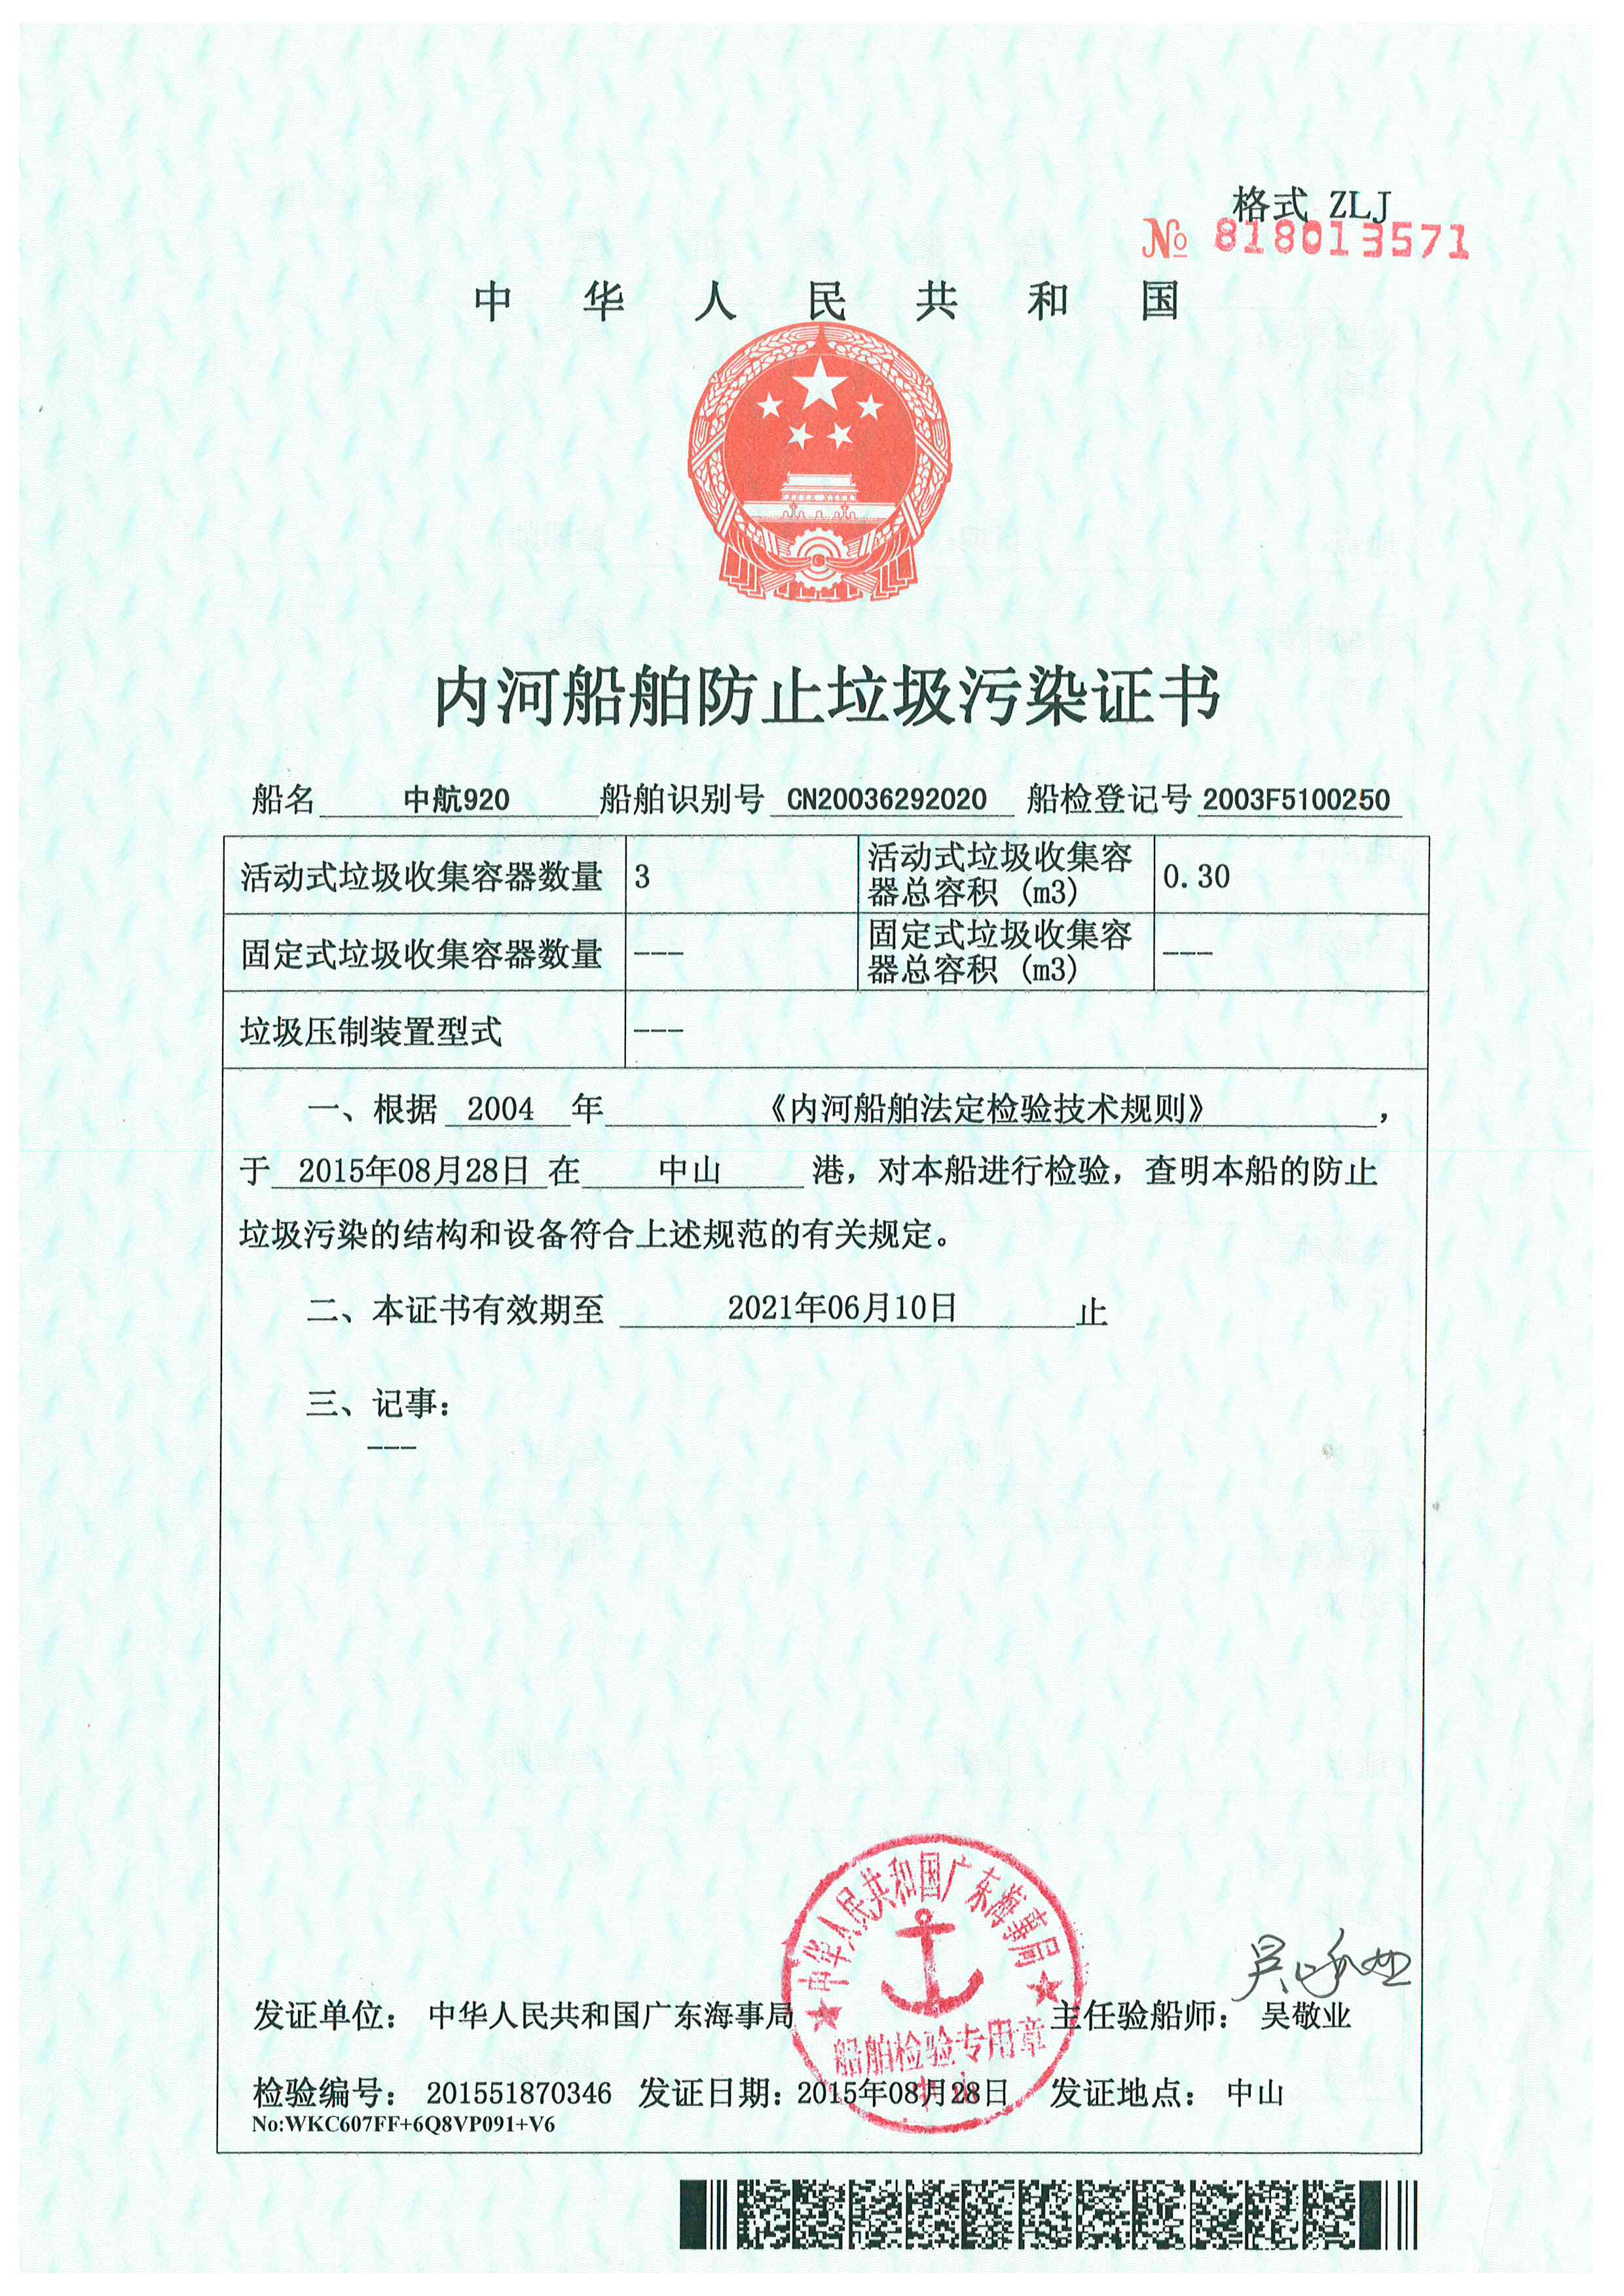 格式 ZLJ
№ 818013571
中华人民共和国
内河船舶防止垃圾污染证书
船名 中航920 船舶识别号 CN20036292020 船检登记号 2003F5100250
活动式垃圾收集容器数量 3 活动式垃圾收集容
器总容积 (m3) 0.30
固定式垃圾收集容器数量 --- 固定式垃圾收集容
器总容积 (m3) ---
垃圾压制装置型式 ---
一、根据 2004 年 《内河船舶法定检验技术规则》 ,
于 2015年08月28日 在 中山 港，对本船进行检验，查明本船的防止
垃圾污染的结构和设备符合上述规范的有关规定。
二、本证书有效期至 2021年06月10日 止
三、记事：
---
中华人民共和国广东海事局
船舶检验专用章
发证单位： 中华人民共和国广东海事局 主任验船师： 吴敬业
检验编号： 201551870346 发证日期：2015年08月28日 发证地点： 中山
No:WKC607FF+6Q8VP091+V6